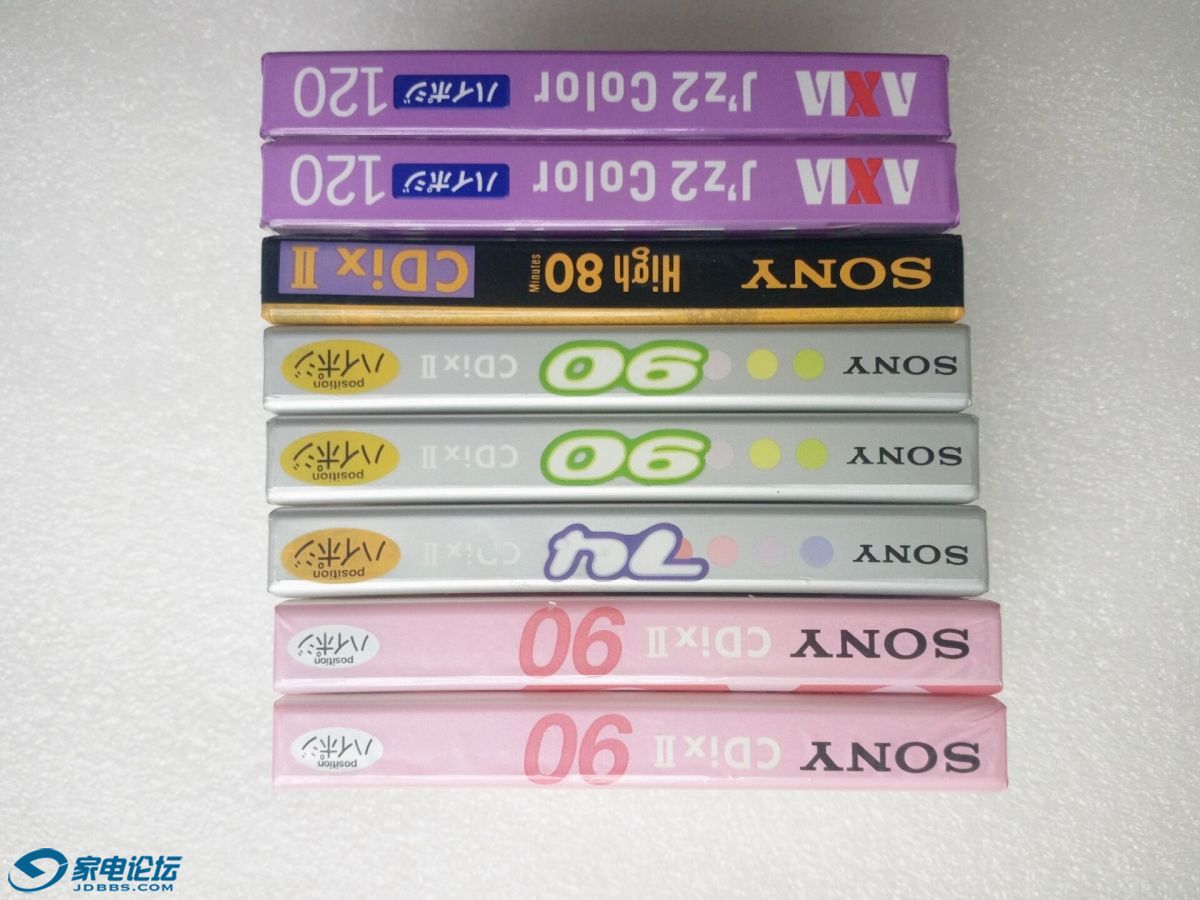 AXIA J'z2 Color ハイポジ 120
AXIA J'z2 Color ハイポジ 120
SONY High 80 Minutes CDix II
SONY 90 CDix II position ハイポジ
SONY 90 CDix II position ハイポジ
SONY 74 CDix II position ハイポジ
SONY CDix II 90 position ハイポジ
SONY CDix II 90 position ハイポジ
家电论坛
JDBBS.COM